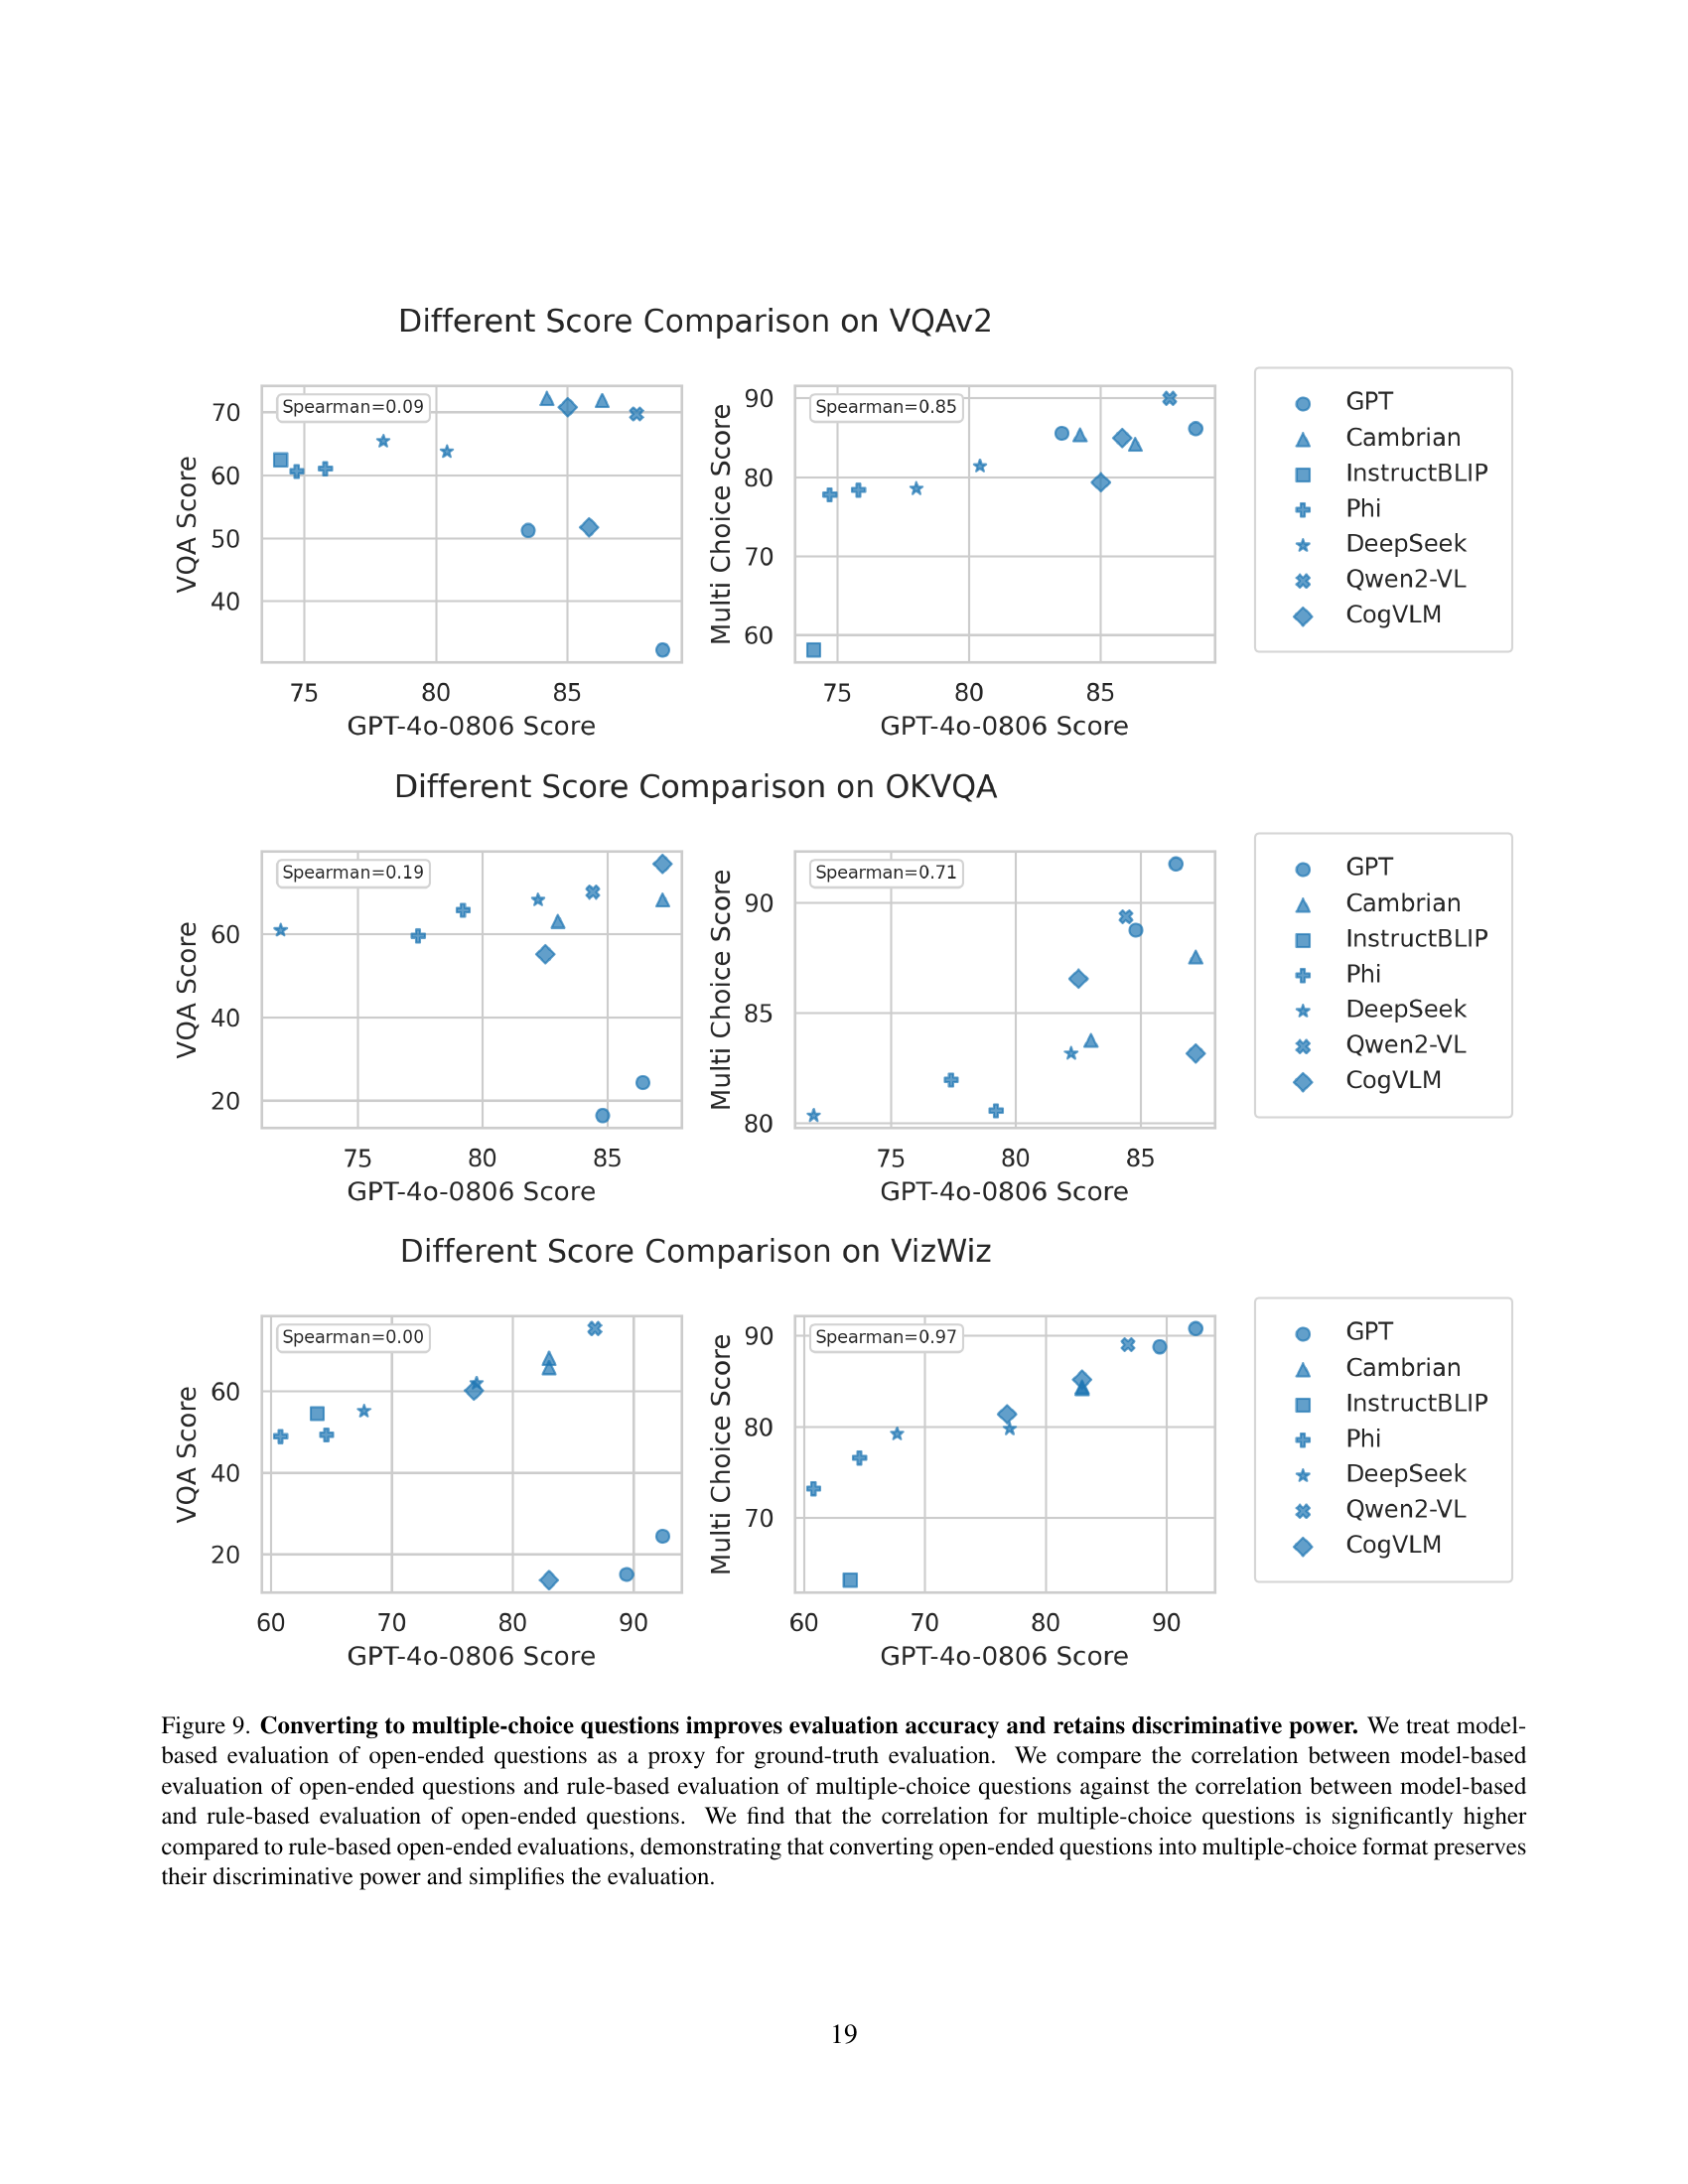 Different Score Comparison on VQAv2
Spearman=0.09
VQA Score
70
60
50
40
75 80 85
GPT-4o-0806 Score
Spearman=0.85
Multi Choice Score
90
80
70
60
75 80 85
GPT-4o-0806 Score
GPT
Cambrian
InstructBLIP
Phi
DeepSeek
Qwen2-VL
CogVLM
Different Score Comparison on OKVQA
Spearman=0.19
VQA Score
60
40
20
75 80 85
GPT-4o-0806 Score
Spearman=0.71
Multi Choice Score
90
85
80
75 80 85
GPT-4o-0806 Score
GPT
Cambrian
InstructBLIP
Phi
DeepSeek
Qwen2-VL
CogVLM
Different Score Comparison on VizWiz
Spearman=0.00
VQA Score
60
40
20
60 70 80 90
GPT-4o-0806 Score
Spearman=0.97
Multi Choice Score
90
80
70
60 70 80 90
GPT-4o-0806 Score
GPT
Cambrian
InstructBLIP
Phi
DeepSeek
Qwen2-VL
CogVLM
Figure 9. Converting to multiple-choice questions improves evaluation accuracy and retains discriminative power. We treat model-
based evaluation of open-ended questions as a proxy for ground-truth evaluation. We compare the correlation between model-based
evaluation of open-ended questions and rule-based evaluation of multiple-choice questions against the correlation between model-based
and rule-based evaluation of open-ended questions. We find that the correlation for multiple-choice questions is significantly higher
compared to rule-based open-ended evaluations, demonstrating that converting open-ended questions into multiple-choice format preserves
their discriminative power and simplifies the evaluation.
19